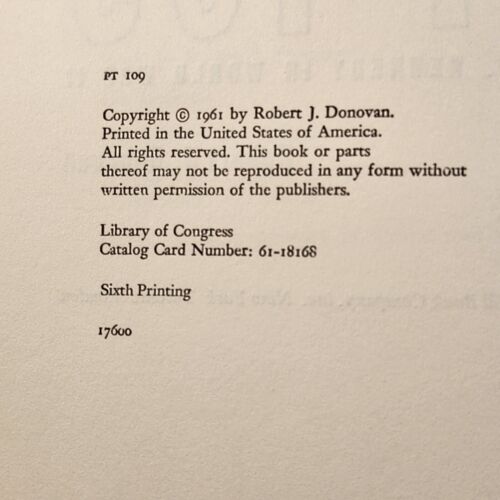 PT 109
Copyright © 1961 by Robert J. Donovan.
Printed in the United States of America.
All rights reserved. This book or parts
thereof may not be reproduced in any form without
written permission of the publishers.
Library of Congress
Catalog Card Number: 61-18168
Sixth Printing
17600